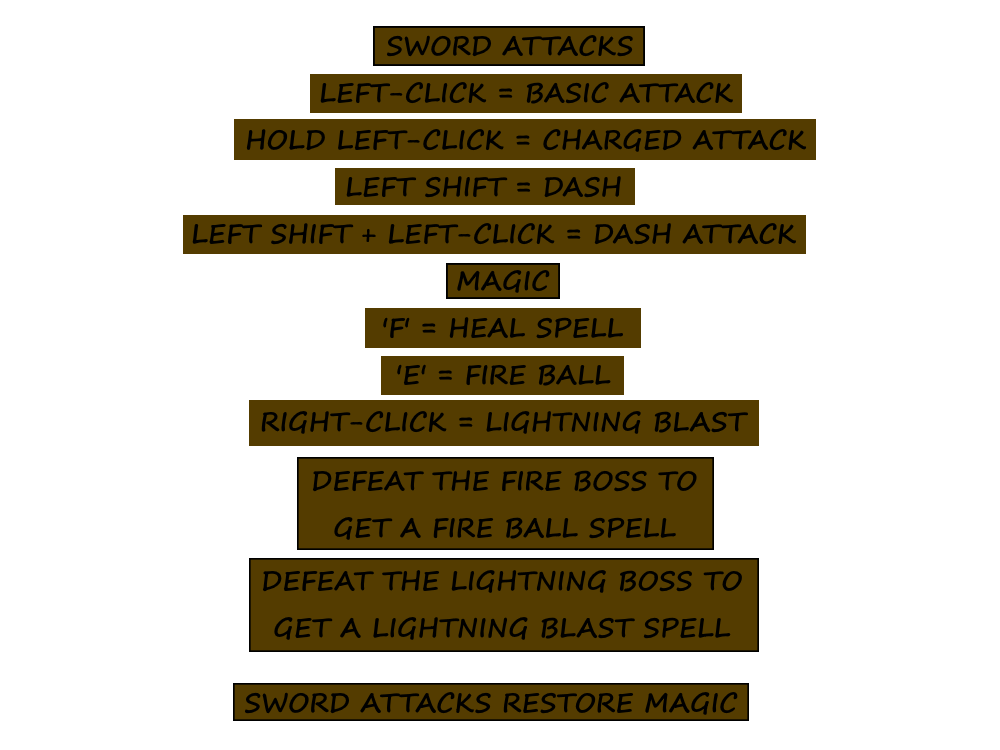 SWORD ATTACKS
LEFT-CLICK = BASIC ATTACK
HOLD LEFT-CLICK = CHARGED ATTACK
LEFT SHIFT = DASH
LEFT SHIFT + LEFT-CLICK = DASH ATTACK
MAGIC
'F' = HEAL SPELL
'E' = FIRE BALL
RIGHT-CLICK = LIGHTNING BLAST
DEFEAT THE FIRE BOSS TO
GET A FIRE BALL SPELL
DEFEAT THE LIGHTNING BOSS TO
GET A LIGHTNING BLAST SPELL
SWORD ATTACKS RESTORE MAGIC